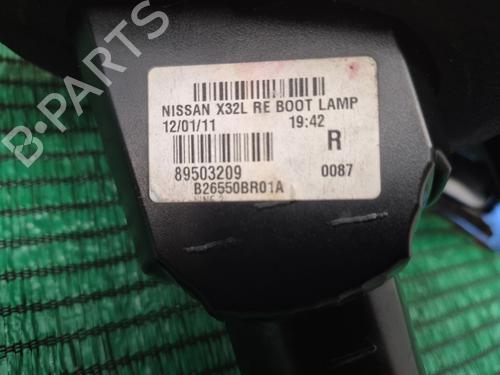 NISSAN X32L RE BOOT LAMP
12/01/11 19:42
R
89503209 0087
B26550BR01A
B-PARTS